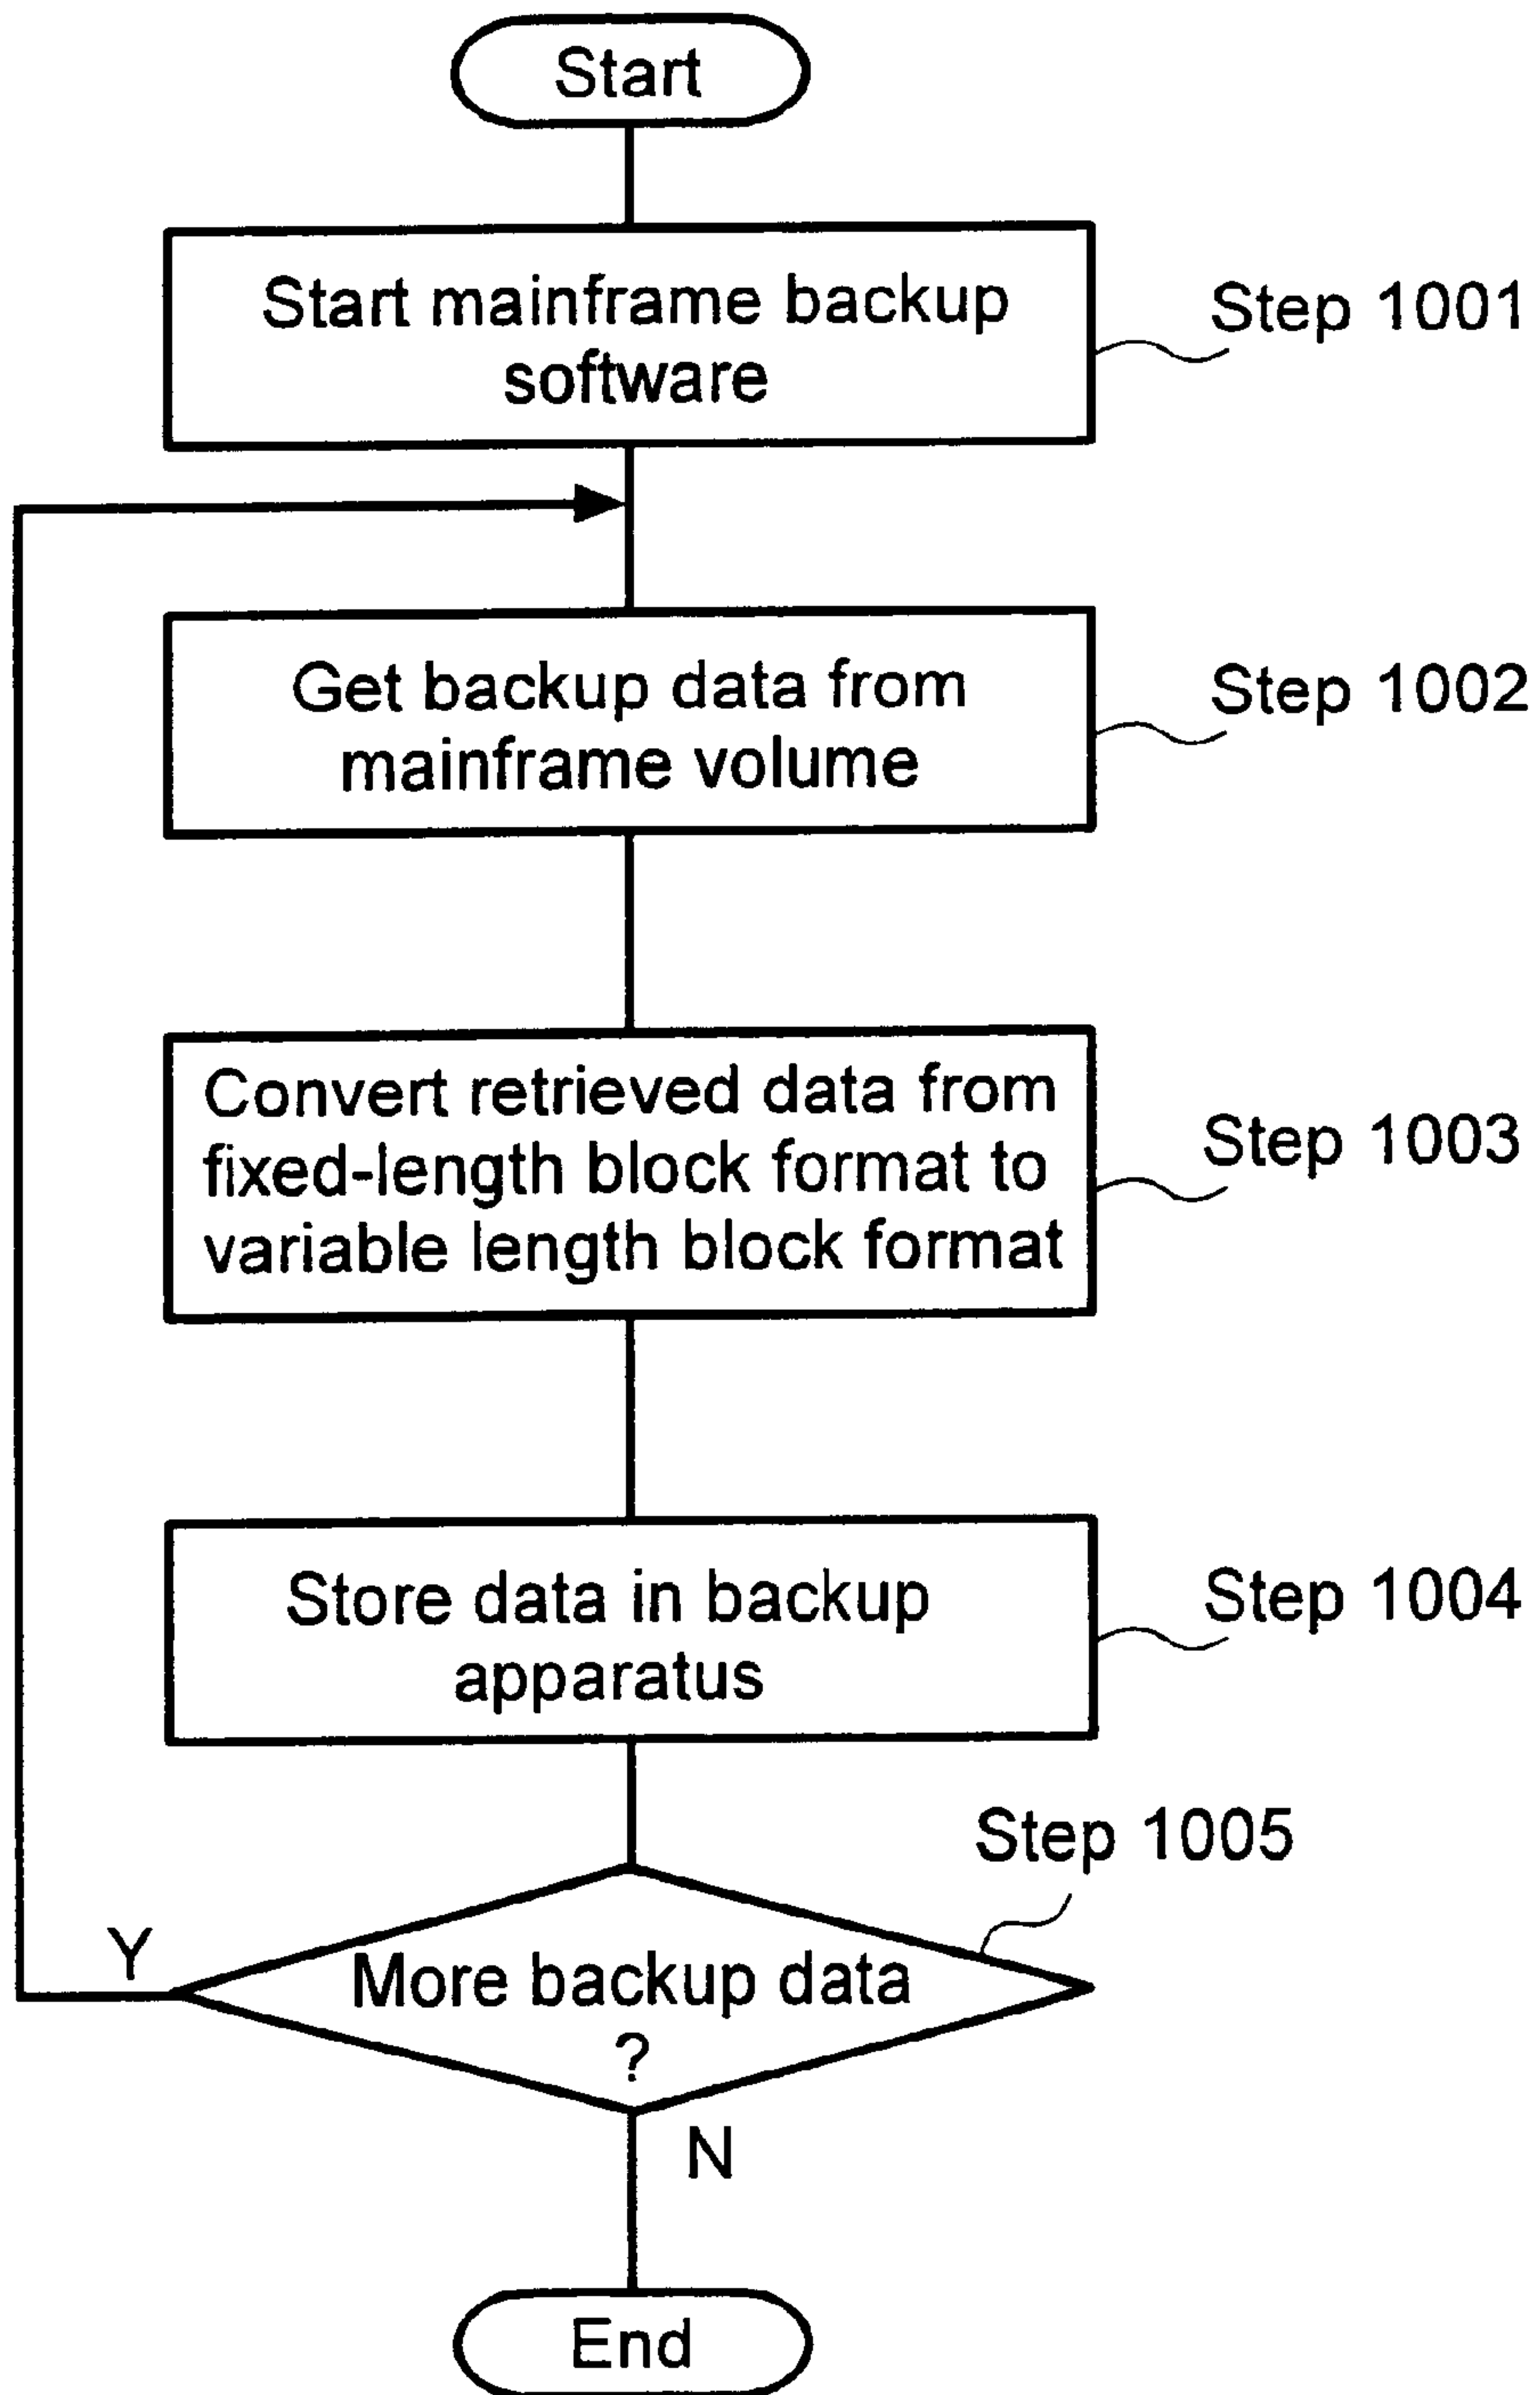 Start
Start mainframe backup
software
Step 1001
Get backup data from
mainframe volume
Step 1002
Convert retrieved data from
fixed-length block format to
variable length block format
Step 1003
Store data in backup
apparatus
Step 1004
Step 1005
Y
More backup data
?
N
End